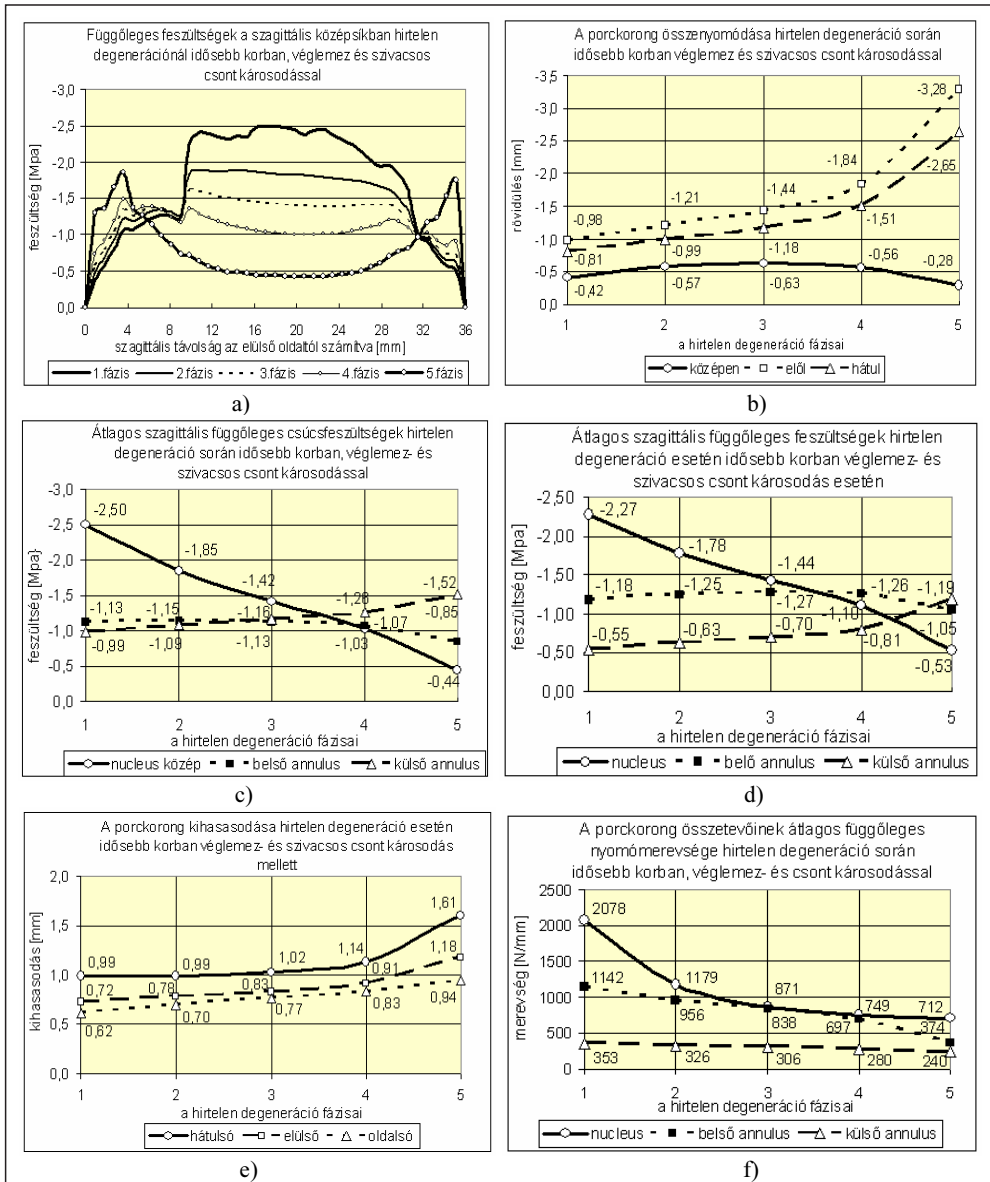 Függőleges feszültségek a szagittális középsíkban hirtelen
degenerációnál idősebb korban, véglemez és szivacsos
csont károsodással
-3,0
-2,5
-2,0
-1,5
-1,0
-0,5
0,0
feszültség [Mpa]
0 4 8 12 16 20 24 28 32 36
szagittális távolság az elülső oldaltól számítva [mm]
1.fázis 2.fázis 3.fázis 4.fázis 5.fázis
a)
A porckorong összenyomódása hirtelen degeneráció során
idősebb korban véglemez és szivacsos csont károsodással
-3,5
-3,0
-2,5
-2,0
-1,5
-1,0
-0,5
0,0
rövidülés [mm]
-0,98 -1,21 -1,44 -1,84 -3,28
-0,81 -0,99 -1,18 -1,51 -2,65
-0,42 -0,57 -0,63 -0,56 -0,28
1 2 3 4 5
a hirtelen degeneráció fázisai
középen elől hátul
b)
Átlagos szagittális függőleges csúcsfeszültségek hirtelen
degeneráció során idősebb korban, véglemez- és
szivacsos csont károsodással
-3,0
-2,5
-2,0
-1,5
-1,0
-0,5
0,0
feszültség [Mpa}
-2,50 -1,85 -1,42 -1,03 -0,44
-1,13 -1,15 -1,13 -1,07 -0,85
-0,99 -1,09 -1,16 -1,26 -1,52
1 2 3 4 5
a hirtelen degeneráció fázisai
nucleus közép belső annulus külső annulus
c)
Átlagos szagittális függőleges feszültségek hirtelen
degeneráció esetén idősebb korban véglemez- és
szivacsos csont károsodás esetén
-2,50
-2,00
-1,50
-1,00
-0,50
0,00
feszültség [Mpa]
-2,27 -1,78 -1,44 -1,10 -0,53
-1,18 -1,25 -1,27 -1,26 -1,05
-0,55 -0,63 -0,70 -0,81 -1,19
1 2 3 4 5
a hirtelen degeneráció fázisai
nucleus belő annulus külső annulus
d)
A porckorong kihasasodása hirtelen degeneráció esetén
idősebb korban véglemez- és szivacsos csont károsodás
mellett
2,0
1,5
1,0
0,5
0,0
kihasasodás [mm]
0,99 0,99 1,02 1,14 1,61
0,72 0,78 0,83 0,91 1,18
0,62 0,70 0,77 0,83 0,94
1 2 3 4 5
a hirtelen degeneráció fázisai
hátulsó elülső oldalsó
e)
A porckorong összetevőinek átlagos függőleges
nyomómerevsége hirtelen degeneráció során
idősebb korban, véglemez- és csont károsodással
2500
2000
1500
1000
500
0
merevség [N/mm]
2078 1179 871 749 712
1142 956 838 697 374
353 326 306 280 240
1 2 3 4 5
a hirtelen degeneráció fázisai
nucleus belső annulus külső annulus
f)